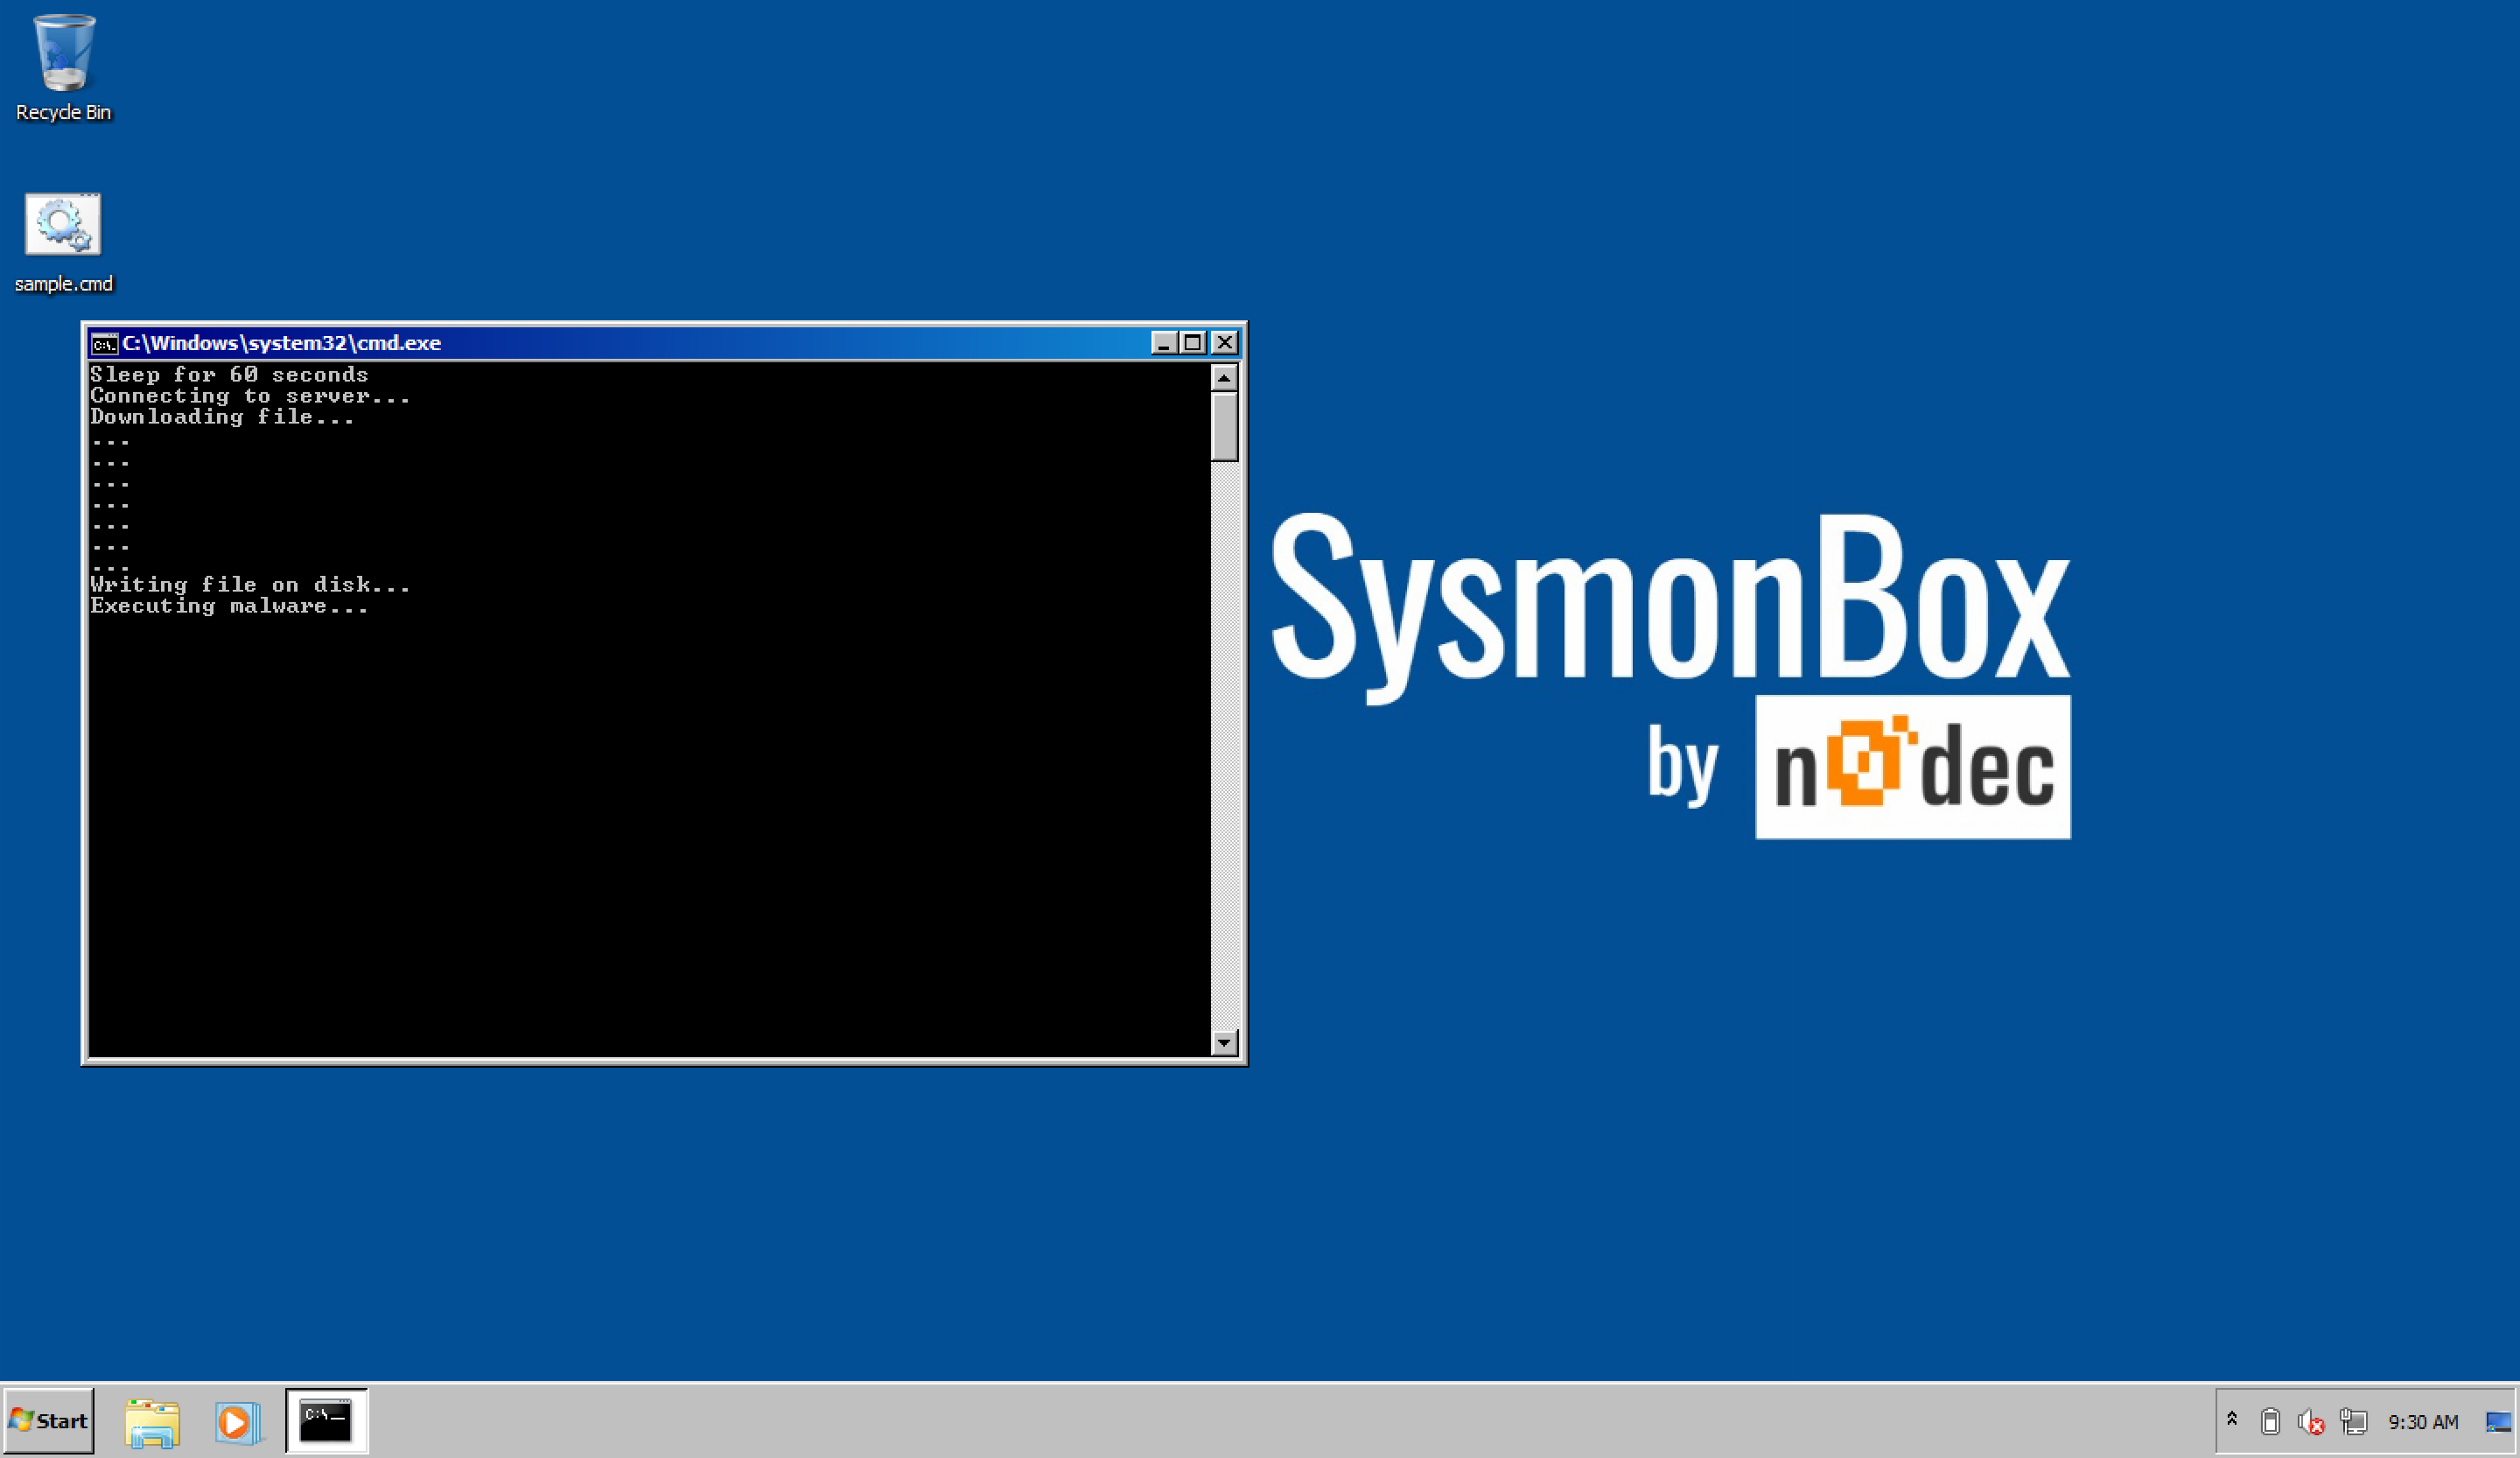 Recycle Bin
sample.cmd
C:\Windows\system32\cmd.exe
Sleep for 60 seconds
Connecting to server...
Downloading file...
...
...
...
...
...
...
...
Writing file on disk...
Executing malware...
SysmonBox
by n0dec
Start
C:\_
9:30 AM